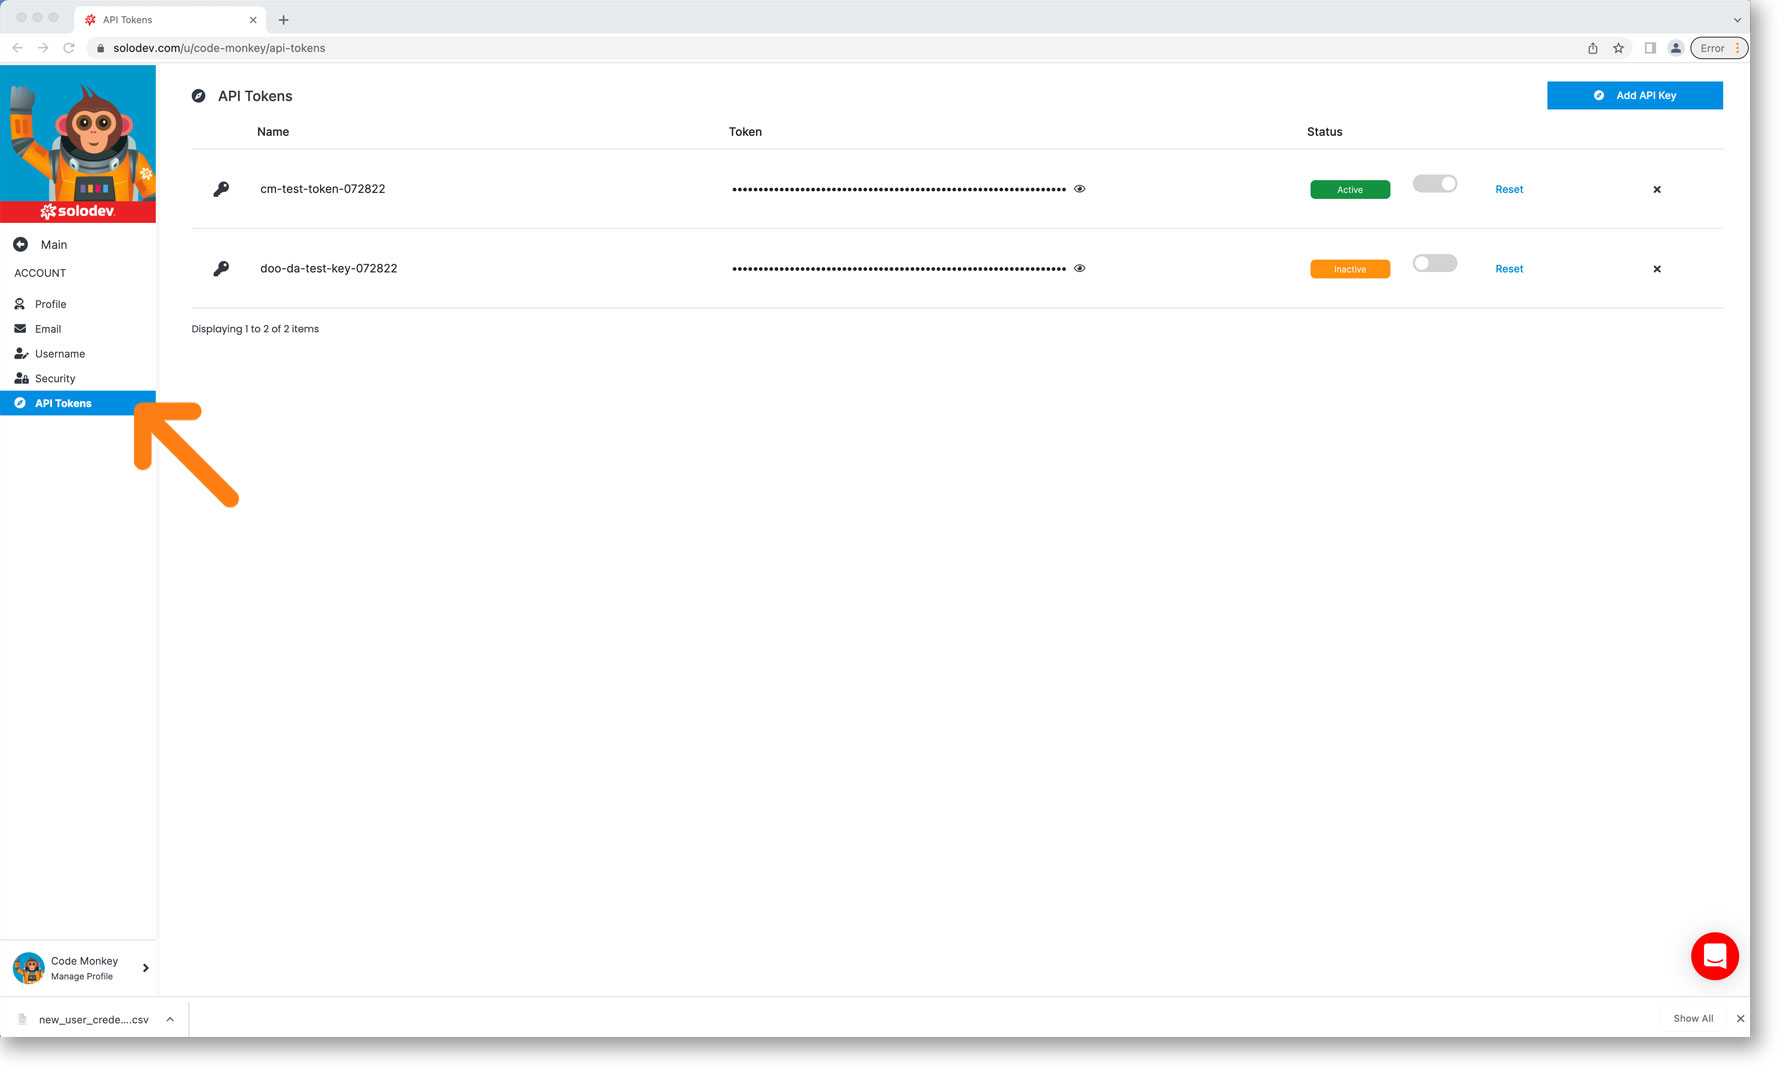 API Tokens
solodev.com/u/code-monkey/api-tokens
Error
solodev
Main
ACCOUNT
Profile
Email
Username
Security
API Tokens
Code Monkey
Manage Profile
API Tokens
Add API Key
Name Token Status
cm-test-token-072822 Active Reset
doo-da-test-key-072822 Inactive Reset
Displaying 1 to 2 of 2 items
new_user_crede....csv
Show All